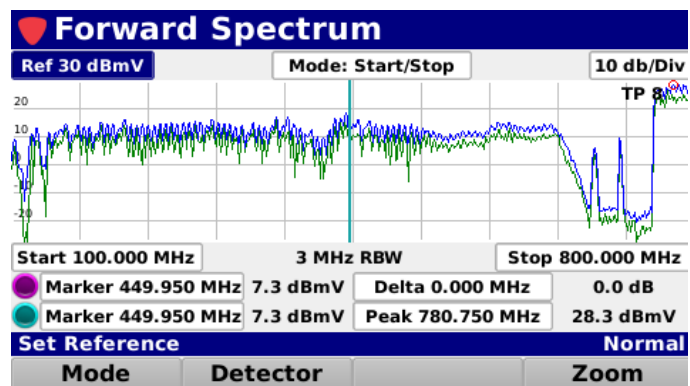 Forward Spectrum
Ref 30 dBmV Mode: Start/Stop 10 db/Div
TP 8
20
10
0
-10
-20
Start 100.000 MHz 3 MHz RBW Stop 800.000 MHz
Marker 449.950 MHz 7.3 dBmV Delta 0.000 MHz 0.0 dB
Marker 449.950 MHz 7.3 dBmV Peak 780.750 MHz 28.3 dBmV
Set Reference Normal
Mode Detector Zoom